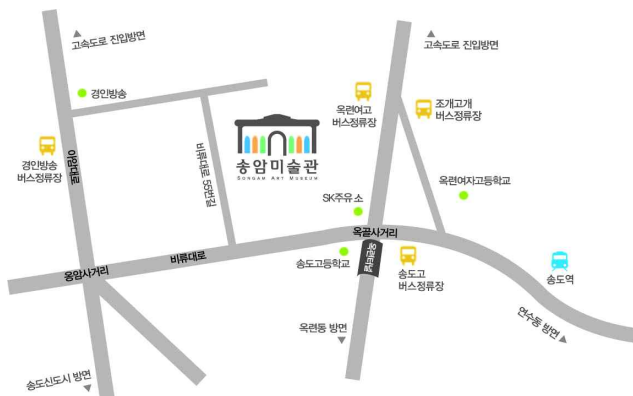 고속도로 진입방면
고속도로 진입방면
경인방송
옥련여고
버스정류장
조개고개
버스정류장
경인방송
버스정류장
아암대로
비류대로 55번길
송암미술관
SONGAM ART MUSEUM
옥련여자고등학교
SK주유 소
옥골사거리
비류대로
옹암사거리
송도고등학교
옥련터널
송도고
버스정류장
송도역
연수동 방면
옥련동 방면
송도신도시 방면